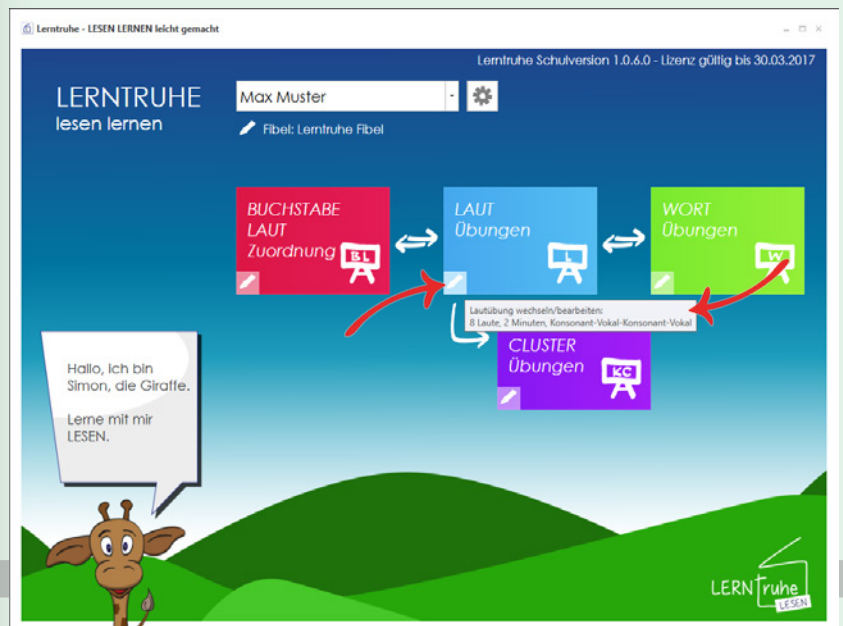 Lerntruhe - LESEN LERNEN leicht gemacht
Lerntruhe Schulversion 1.0.6.0 - Lizenz gültig bis 30.03.2017
LERNTRUHE
lesen lernen
Max Muster
Fibel: Lerntruhe Fibel
BUCHSTABE
LAUT
Zuordnung
BL
LAUT
Übungen
L
WORT
Übungen
W
Lautübung wechseln/bearbeiten:
8 Laute, 2 Minuten, Konsonant-Vokal-Konsonant-Vokal
CLUSTER
Übungen
KC
Hallo, ich bin
Simon, die Giraffe.
Lerne mit mir
LESEN.
LERNTruhe
LESEN